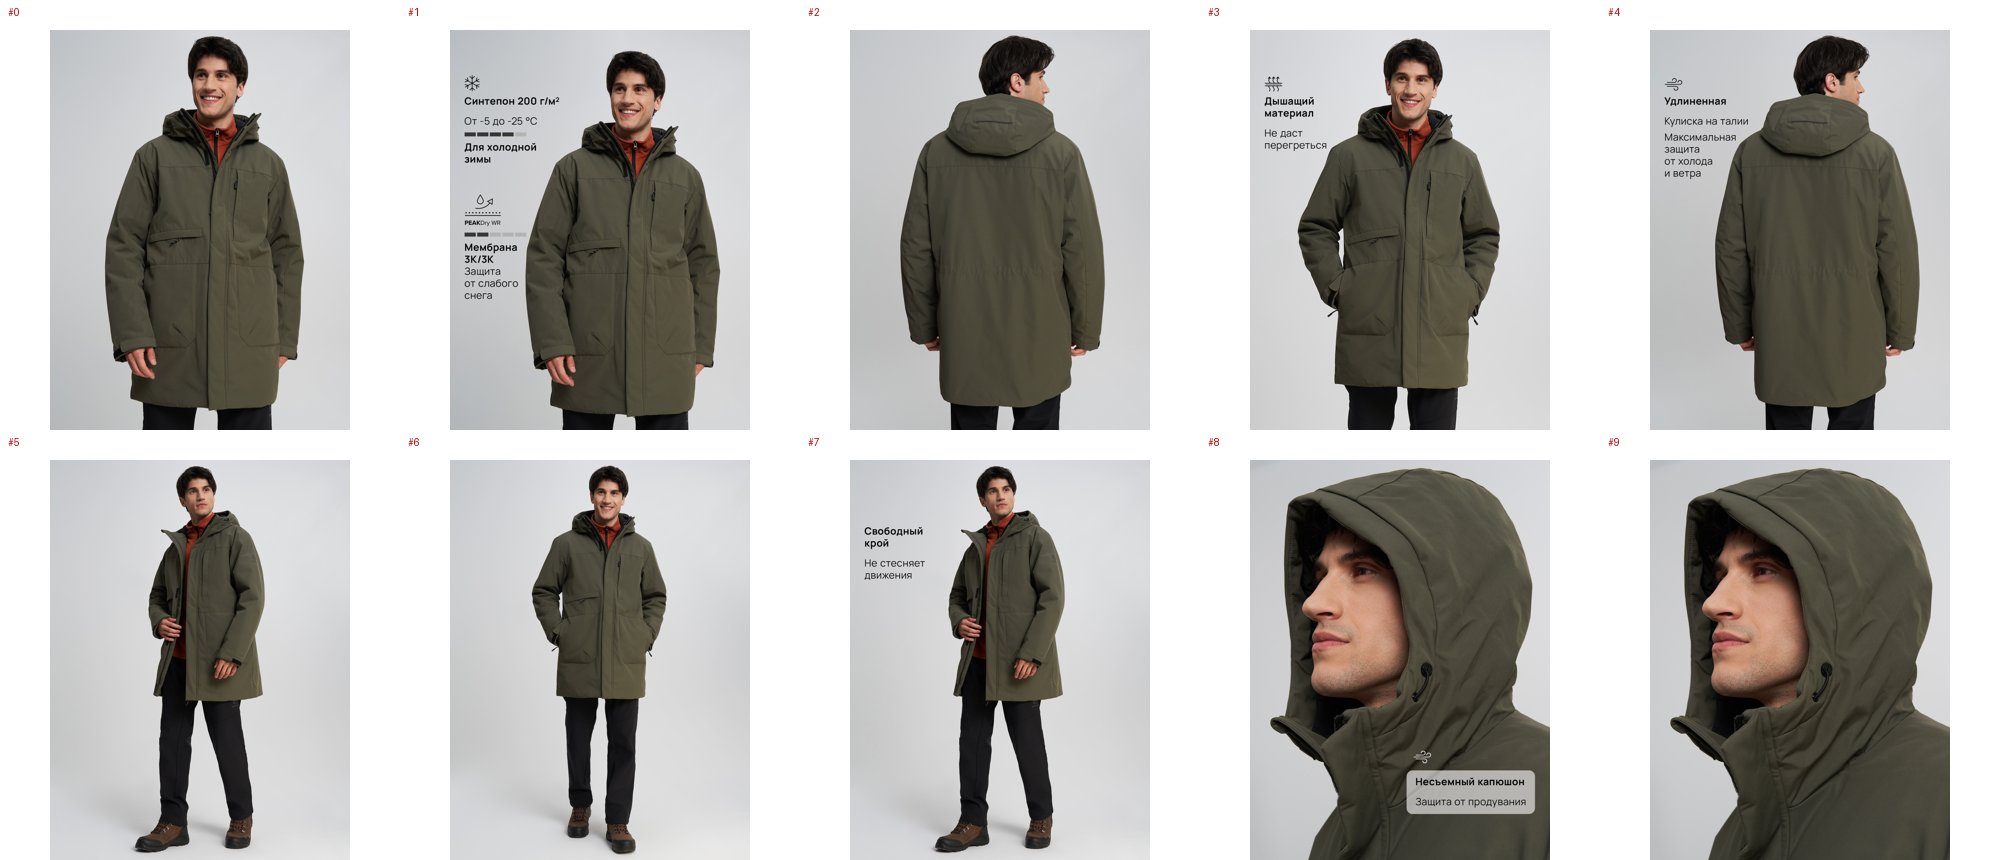 #0
#1
#2
#3
#4
Синтепон 200 г/м²
От -5 до -25 °C
Для холодной
зимы
PEAKDry WR
Мембрана
3K/3K
Защита
от слабого
снега
Дышащий
материал
Не даст
перегреться
Удлиненная
Кулиска на талии
Максимальная
защита
от холода
и ветра
#5
#6
#7
#8
#9
Свободный
крой
Не стесняет
движения
Несъемный капюшон
Защита от продувания